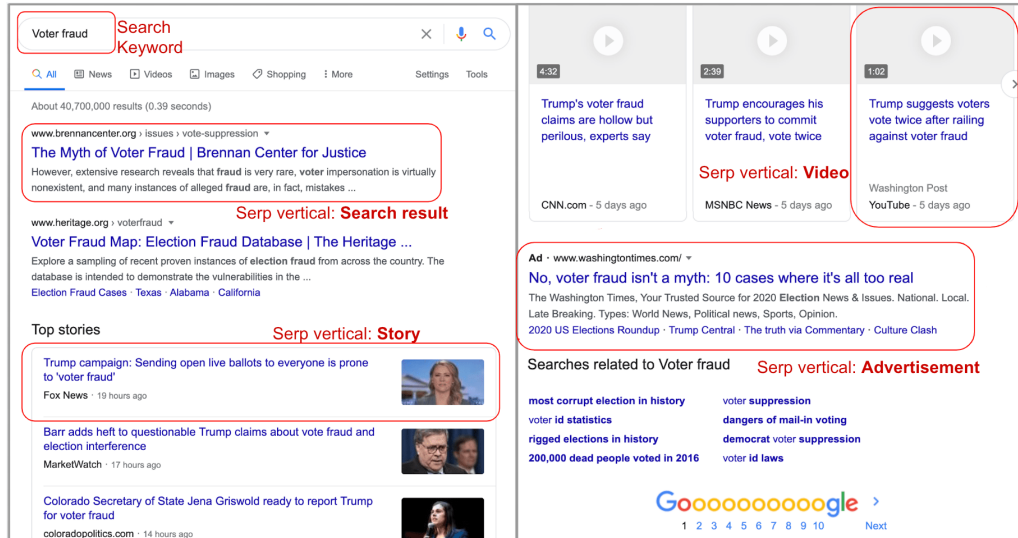 Voter fraud
Search
Keyword
All News Videos Images Shopping More Settings Tools
About 40,700,000 results (0.39 seconds)
www.brennancenter.org › issues › vote-suppression
The Myth of Voter Fraud | Brennan Center for Justice
However, extensive research reveals that fraud is very rare, voter impersonation is virtually
nonexistent, and many instances of alleged fraud are, in fact, mistakes ...
Serp vertical: Search result
www.heritage.org › voterfraud
Voter Fraud Map: Election Fraud Database | The Heritage ...
Explore a sampling of recent proven instances of election fraud from across the country. The
database is intended to demonstrate the vulnerabilities in the ...
Election Fraud Cases · Texas · Alabama · California
Top stories
Serp vertical: Story
Trump campaign: Sending open live ballots to everyone is prone
to 'voter fraud'
Fox News · 19 hours ago
Barr adds heft to questionable Trump claims about vote fraud and
election interference
MarketWatch · 17 hours ago
Colorado Secretary of State Jena Griswold ready to report Trump
for voter fraud
coloradopolitics.com · 14 hours ago
4:32
Trump's voter fraud
claims are hollow but
perilous, experts say
CNN.com - 5 days ago
2:39
Trump encourages his
supporters to commit
voter fraud, vote twice
MSNBC News - 5 days ago
1:02
Trump suggests voters
vote twice after railing
against voter fraud
Washington Post
YouTube - 5 days ago
Serp vertical: Video
Ad · www.washingtontimes.com/
No, voter fraud isn't a myth: 10 cases where it's all too real
The Washington Times, Your Trusted Source for 2020 Election News & Issues. National. Local.
Late Breaking. Types: World News, Political news, Sports, Opinion.
2020 US Elections Roundup · Trump Central · The truth via Commentary · Culture Clash
Searches related to Voter fraud
Serp vertical: Advertisement
most corrupt election in history
voter id statistics
rigged elections in history
200,000 dead people voted in 2016
voter suppression
dangers of mail-in voting
democrat voter suppression
voter id laws
Goooooooooogle
1 2 3 4 5 6 7 8 9 10 Next